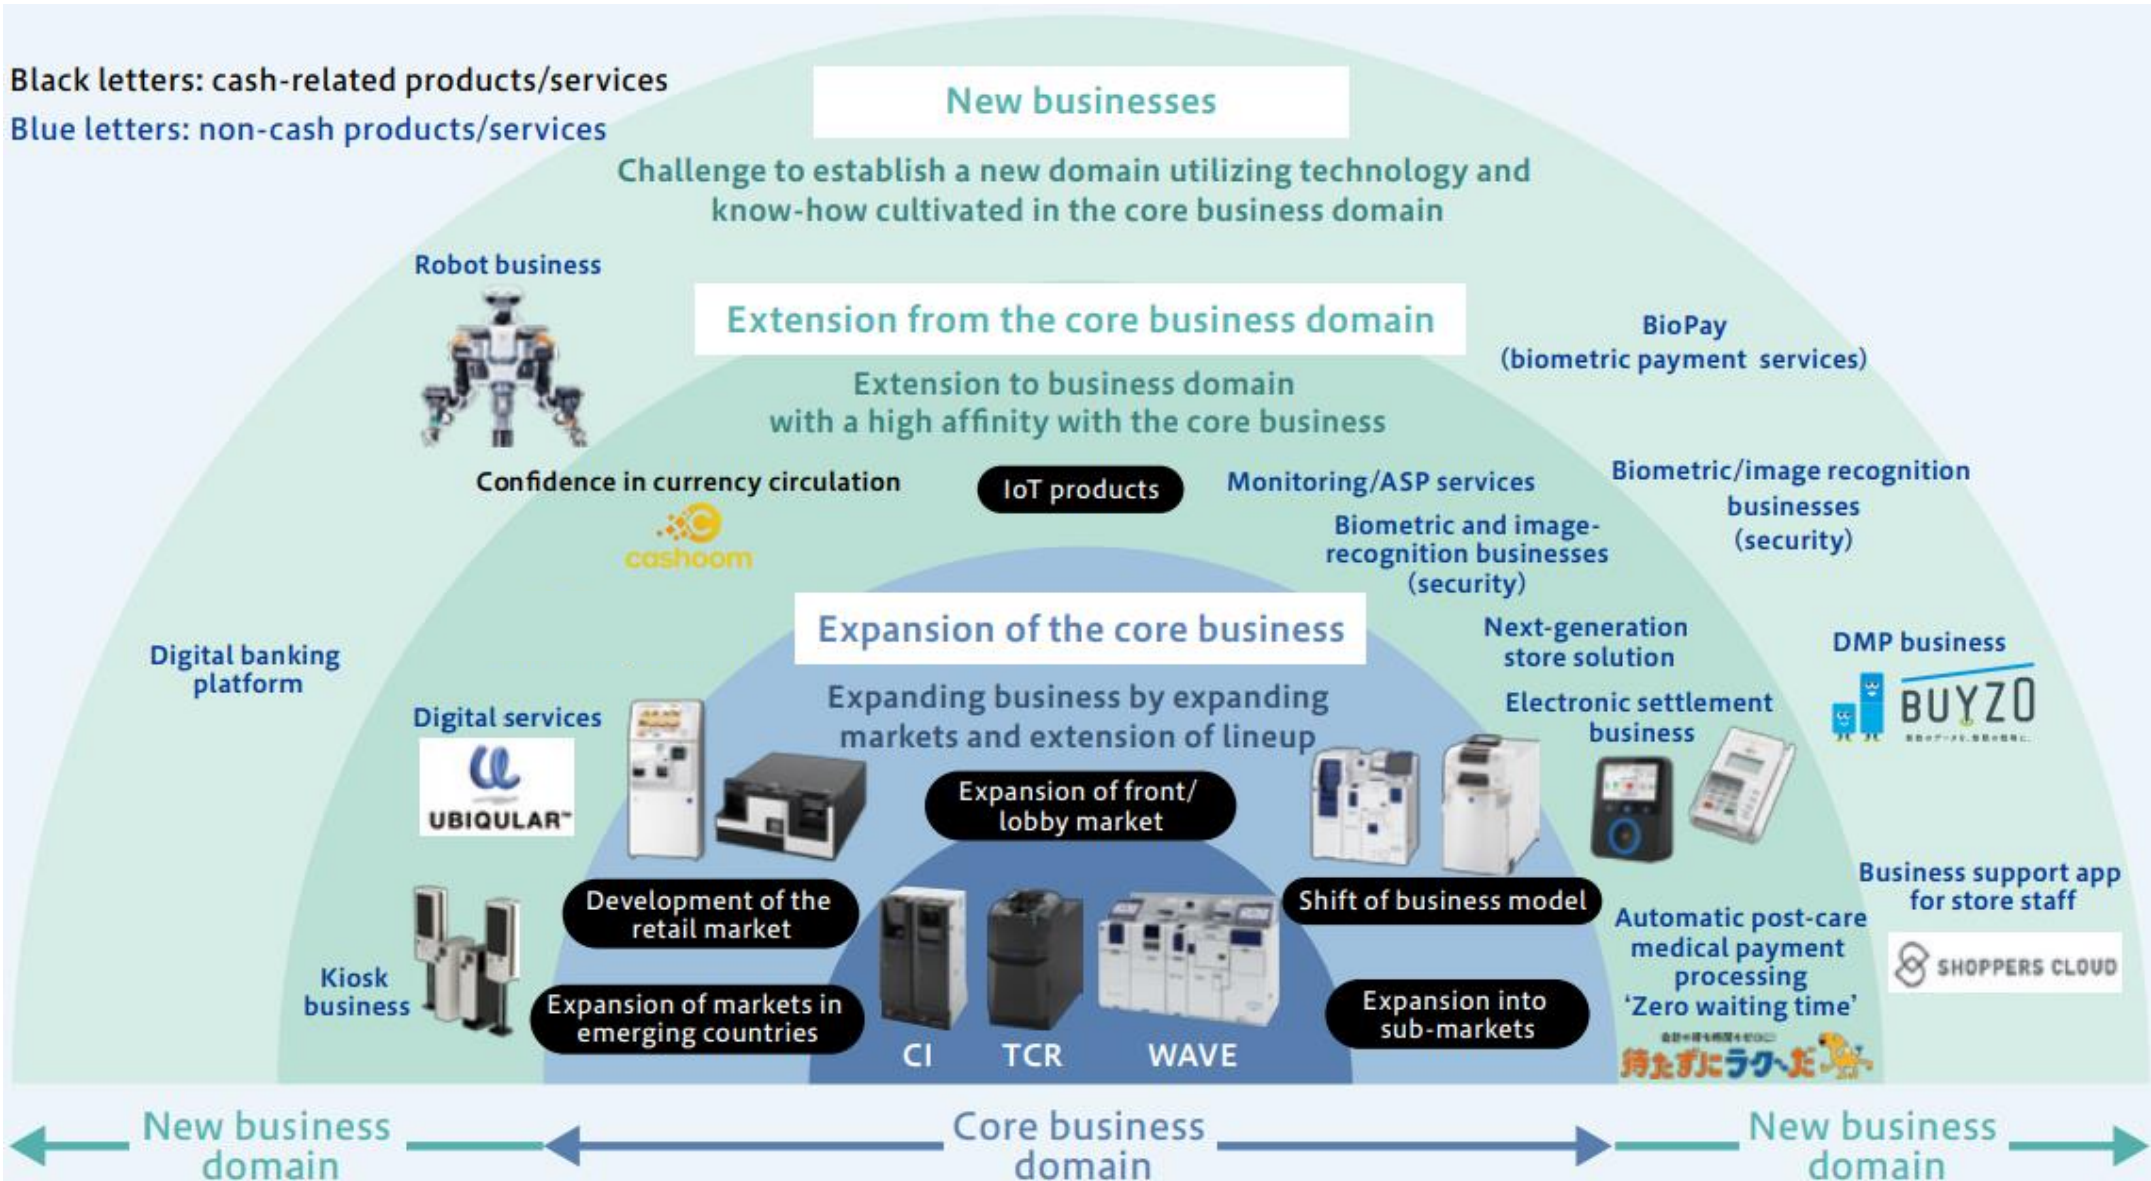 Black letters: cash-related products/services
Blue letters: non-cash products/services
New businesses
Challenge to establish a new domain utilizing technology and
know-how cultivated in the core business domain
Robot business
Extension from the core business domain
BioPay
(biometric payment services)
Extension to business domain
with a high affinity with the core business
Confidence in currency circulation
cashoom
IoT products
Monitoring/ASP services
Biometric and image-
recognition businesses
(security)
Biometric/image recognition
businesses
(security)
Expansion of the core business
Next-generation
store solution
DMP business
BUYZO
Digital banking
platform
Digital services
UBIQULAR™
Expanding business by expanding
markets and extension of lineup
Electronic settlement
business
Expansion of front/
lobby market
Development of the
retail market
Shift of business model
Business support app
for store staff
SHOPPERS CLOUD
Automatic post-care
medical payment
processing
‘Zero waiting time’
待たずにラク〜だ
Kiosk
business
Expansion of markets in
emerging countries
Expansion into
sub-markets
CI
TCR
WAVE
New business
domain
Core business
domain
New business
domain